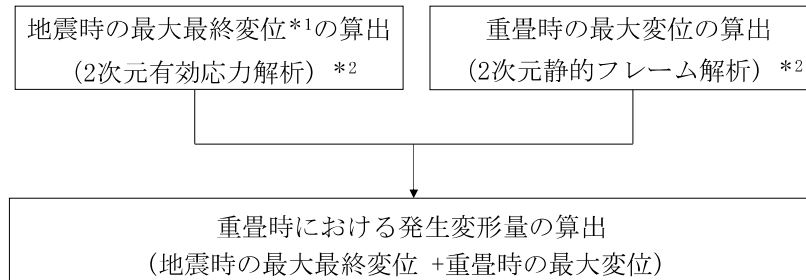 地震時の最大最終変位*1の算出
(2次元有効応力解析) *2
重畳時の最大変位の算出
(2次元静的フレーム解析) *2
重畳時における発生変形量の算出
(地震時の最大最終変位 +重畳時の最大変位)